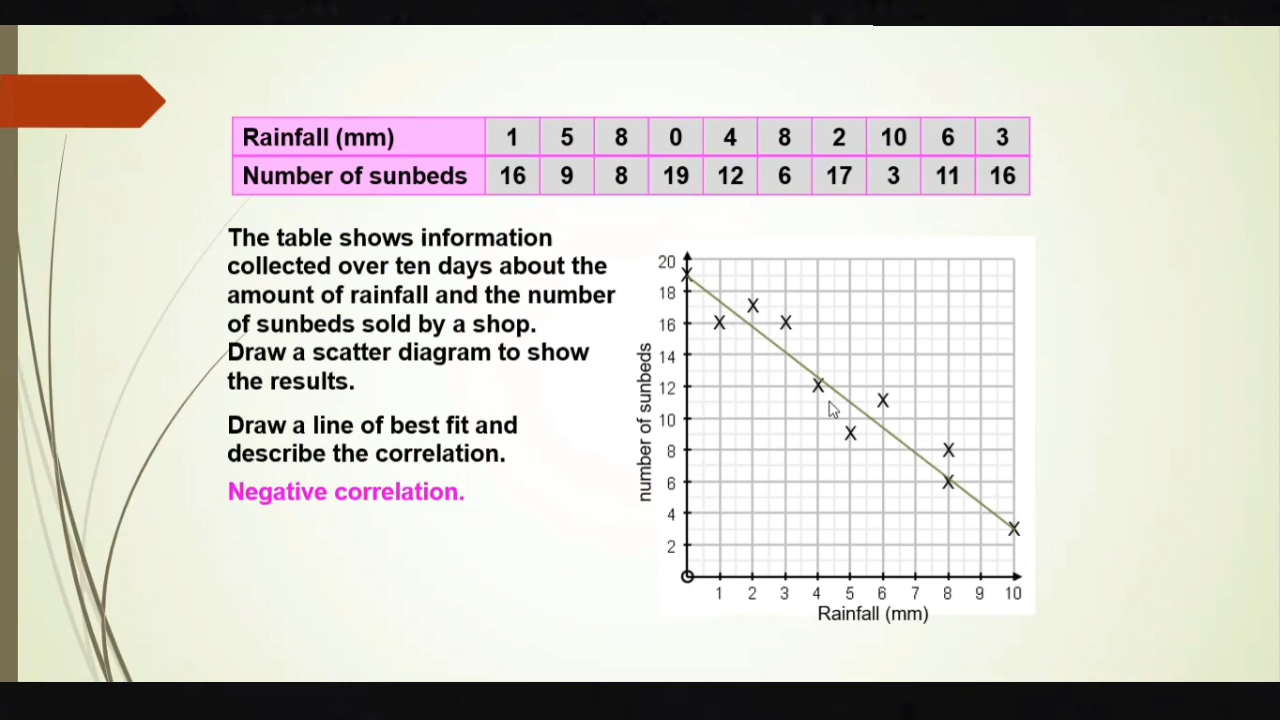 Rainfall (mm) 1 5 8 0 4 8 2 10 6 3
Number of sunbeds 16 9 8 19 12 6 17 3 11 16
The table shows information
collected over ten days about the
amount of rainfall and the number
of sunbeds sold by a shop.
Draw a scatter diagram to show
the results.
Draw a line of best fit and
describe the correlation.
Negative correlation.
20
18
16
14
12
10
8
6
4
2
number of sunbeds
1 2 3 4 5 6 7 8 9 10
Rainfall (mm)